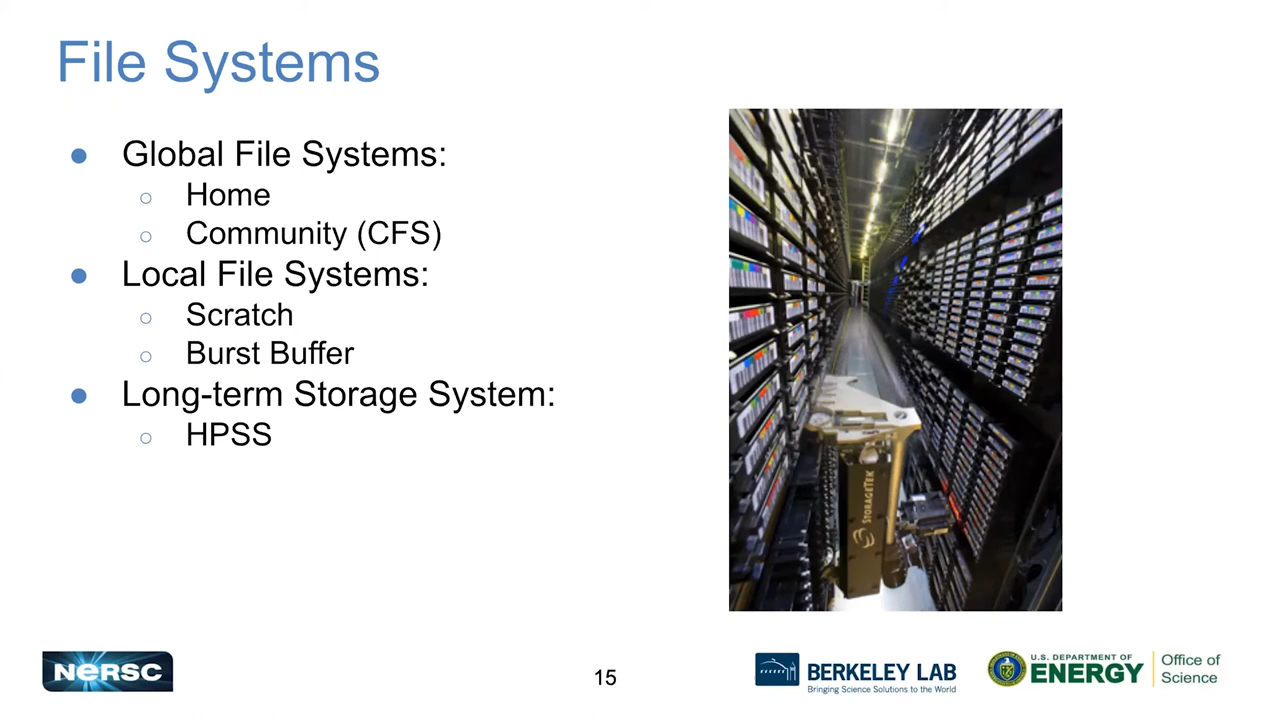 File Systems
● Global File Systems:
○ Home
○ Community (CFS)
● Local File Systems:
○ Scratch
○ Burst Buffer
● Long-term Storage System:
○ HPSS
STORAGETEK
NERSC
15
BERKELEY LAB
Bringing Science Solutions to the World
U.S. DEPARTMENT OF
ENERGY
Office of
Science